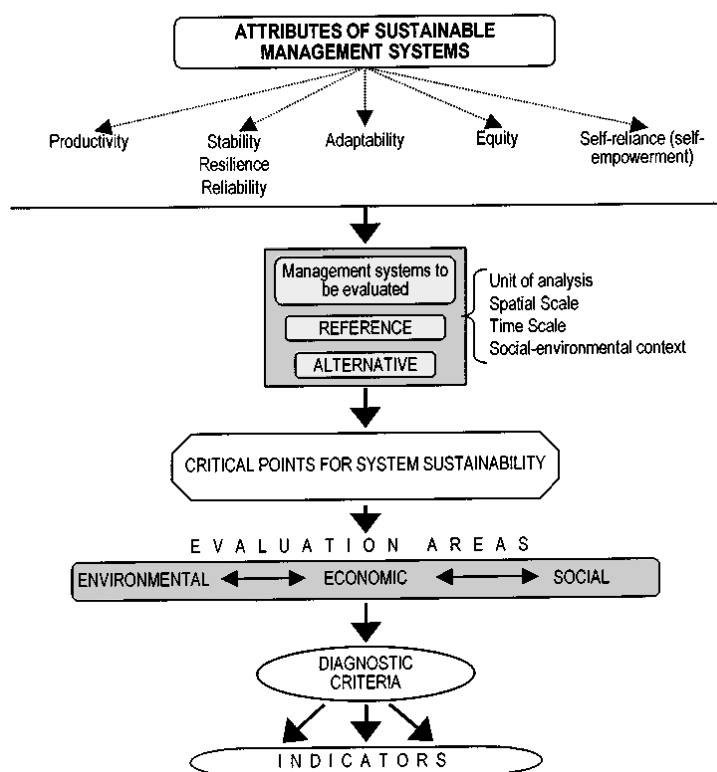 ATTRIBUTES OF SUSTAINABLE
MANAGEMENT SYSTEMS
Productivity
Stability
Resilience
Reliability
Adaptability
Equity
Self-reliance (self-
empowerment)
Management systems to
be evaluated
REFERENCE
ALTERNATIVE
Unit of analysis
Spatial Scale
Time Scale
Social-environmental context
CRITICAL POINTS FOR SYSTEM SUSTAINABILITY
EVALUATION AREAS
ENVIRONMENTAL
ECONOMIC
SOCIAL
DIAGNOSTIC
CRITERIA
INDICATORS